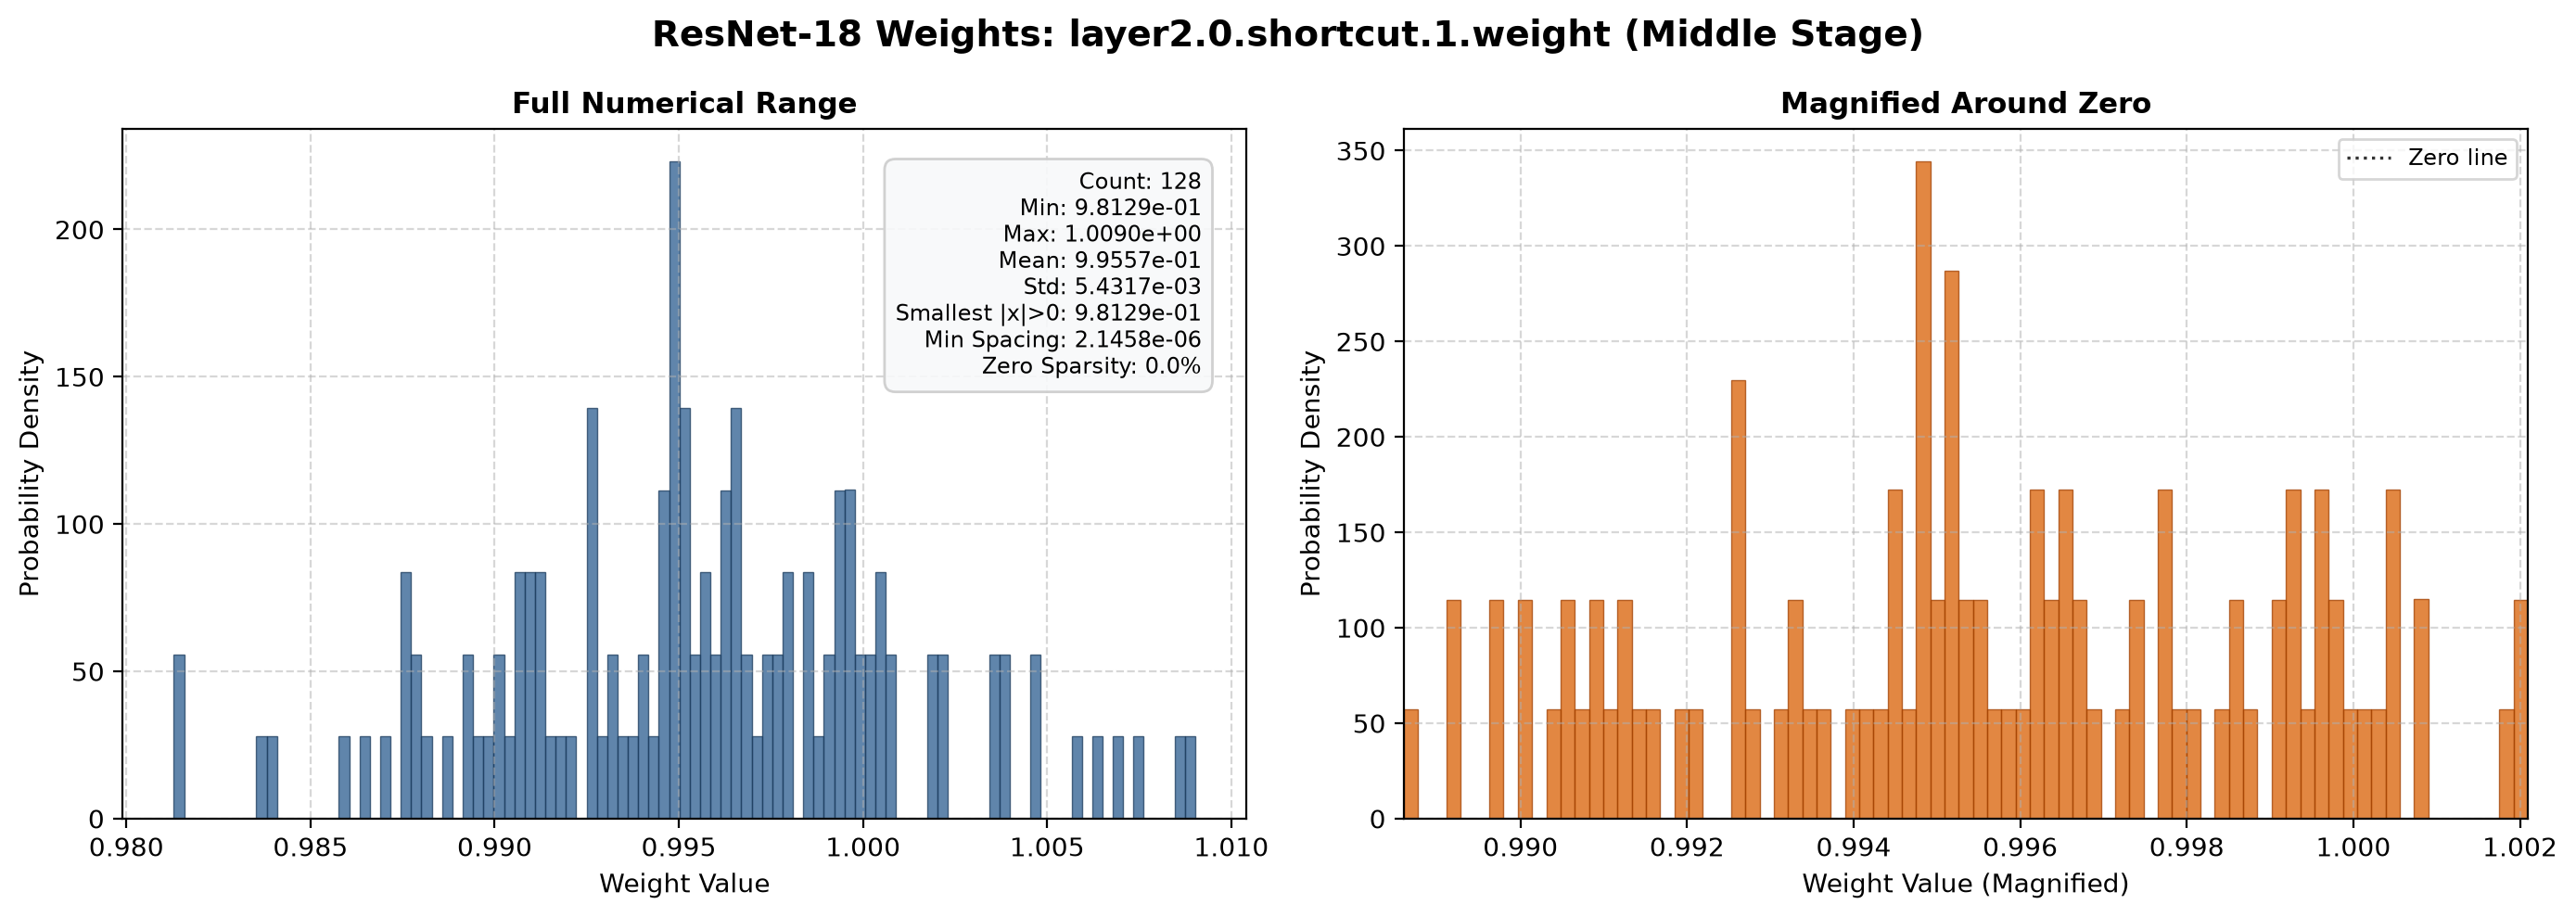 ResNet-18 Weights: layer2.0.shortcut.1.weight (Middle Stage)
Full Numerical Range
Probability Density
200
150
100
50
0
Count: 128
Min: 9.8129e-01
Max: 1.0090e+00
Mean: 9.9557e-01
Std: 5.4317e-03
Smallest |x|>0: 9.8129e-01
Min Spacing: 2.1458e-06
Zero Sparsity: 0.0%
0.980 0.985 0.990 0.995 1.000 1.005 1.010
Weight Value
Magnified Around Zero
Probability Density
350
300
250
200
150
100
50
0
Zero line
0.990 0.992 0.994 0.996 0.998 1.000 1.002
Weight Value (Magnified)